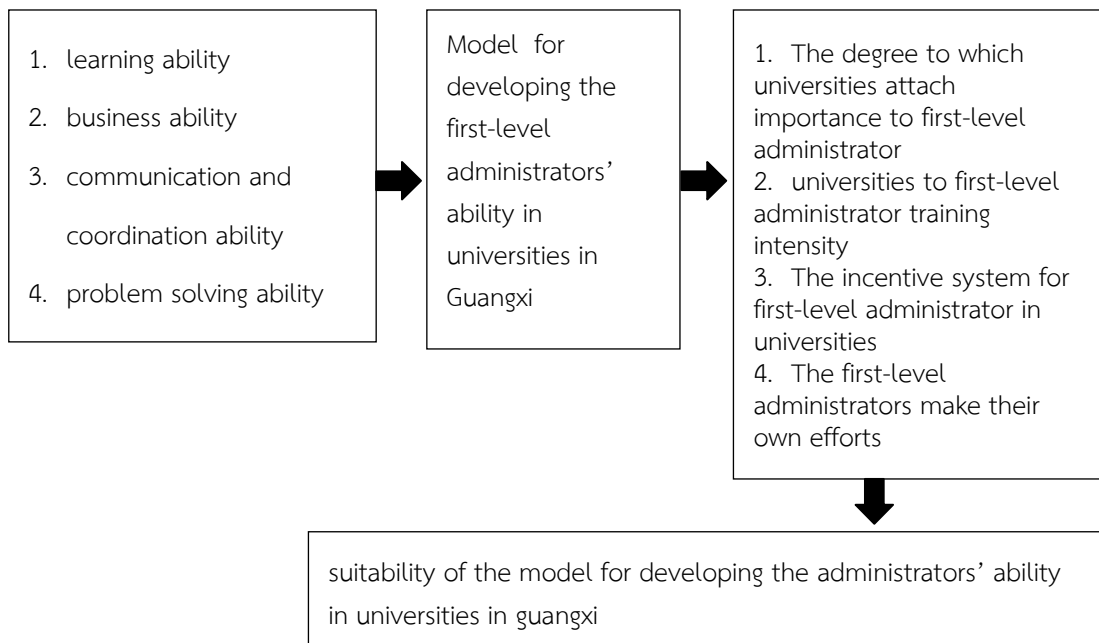 1. learning ability
2. business ability
3. communication and
coordination ability
4. problem solving ability
Model for
developing the
first-level
administrators’
ability in
universities in
Guangxi
1. The degree to which
universities attach
importance to first-level
administrator
2. universities to first-level
administrator training
intensity
3. The incentive system for
first-level administrator in
universities
4. The first-level
administrators make their
own efforts
suitability of the model for developing the administrators’ ability
in universities in guangxi